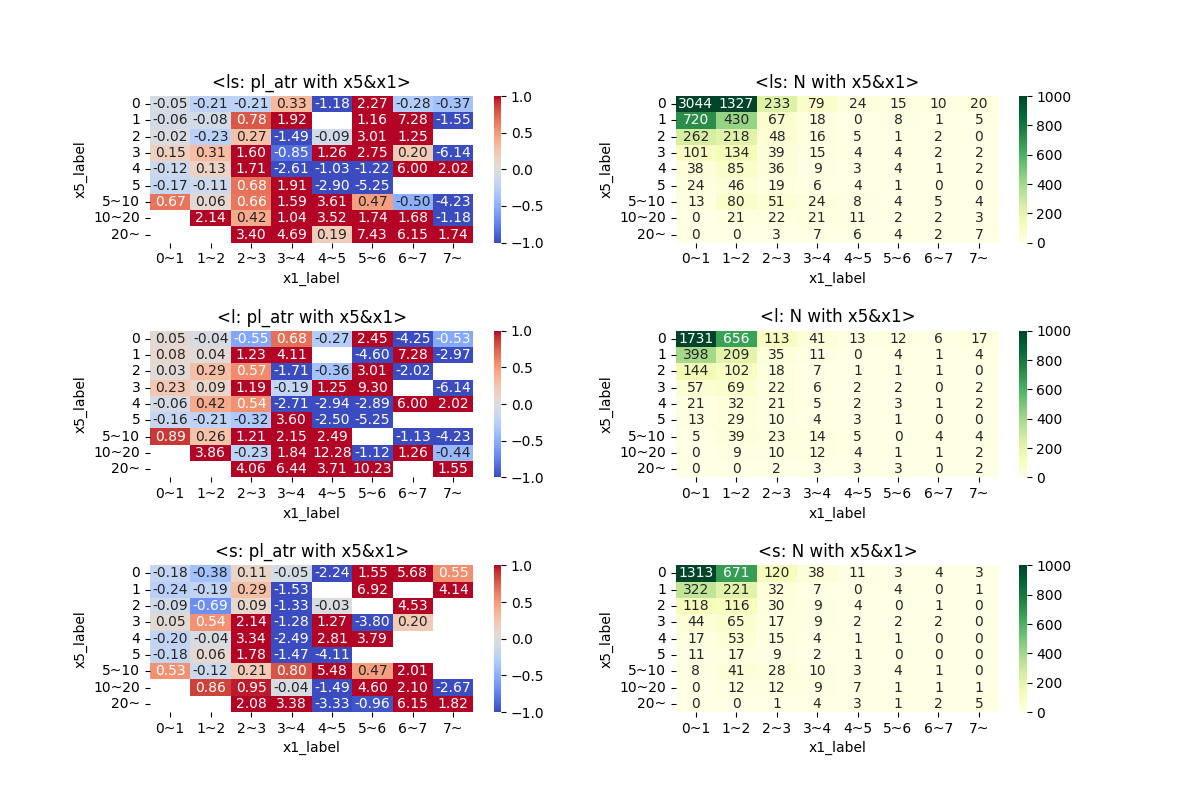 <ls: pl_atr with x5&x1>
x5_label
0 -0.05 -0.21 -0.21 0.33 -1.18 2.27 -0.28 -0.37
1 -0.06 -0.08 0.78 1.92 1.16 7.28 -1.55
2 -0.02 -0.23 0.27 -1.49 -0.09 3.01 1.25
3 0.15 0.31 1.60 -0.85 1.26 2.75 0.20 -6.14
4 -0.12 0.13 1.71 -2.61 -1.03 -1.22 6.00 2.02
5 -0.17 -0.11 0.68 1.91 -2.90 -5.25
5~10 0.67 0.06 0.66 1.59 3.61 0.47 -0.50 -4.23
10~20 2.14 0.42 1.04 3.52 1.74 1.68 -1.18
20~ 3.40 4.69 0.19 7.43 6.15 1.74
0~1 1~2 2~3 3~4 4~5 5~6 6~7 7~
x1_label
1.0
0.5
0.0
−0.5
−1.0
<ls: N with x5&x1>
x5_label
0 3044 1327 233 79 24 15 10 20
1 720 430 67 18 0 8 1 5
2 262 218 48 16 5 1 2 0
3 101 134 39 15 4 4 2 2
4 38 85 36 9 3 4 1 2
5 24 46 19 6 4 1 0 0
5~10 13 80 51 24 8 4 5 4
10~20 0 21 22 21 11 2 2 3
20~ 0 0 3 7 6 4 2 7
0~1 1~2 2~3 3~4 4~5 5~6 6~7 7~
x1_label
1000
800
600
400
200
0
<l: pl_atr with x5&x1>
x5_label
0 0.05 -0.04 -0.55 0.68 -0.27 2.45 -4.25 -0.53
1 0.08 0.04 1.23 4.11 -4.60 7.28 -2.97
2 0.03 0.29 0.57 -1.71 -0.36 3.01 -2.02
3 0.23 0.09 1.19 -0.19 1.25 9.30 -6.14
4 -0.06 0.42 0.54 -2.71 -2.94 -2.89 6.00 2.02
5 -0.16 -0.21 -0.32 3.60 -2.50 -5.25
5~10 0.89 0.26 1.21 2.15 2.49 -1.13 -4.23
10~20 3.86 -0.23 1.84 12.28 -1.12 1.26 -0.44
20~ 4.06 6.44 3.71 10.23 1.55
0~1 1~2 2~3 3~4 4~5 5~6 6~7 7~
x1_label
1.0
0.5
0.0
−0.5
−1.0
<l: N with x5&x1>
x5_label
0 1731 656 113 41 13 12 6 17
1 398 209 35 11 0 4 1 4
2 144 102 18 7 1 1 1 0
3 57 69 22 6 2 2 0 2
4 21 32 21 5 2 3 1 2
5 13 29 10 4 3 1 0 0
5~10 5 39 23 14 5 0 4 4
10~20 0 9 10 12 4 1 1 2
20~ 0 0 2 3 3 3 0 2
0~1 1~2 2~3 3~4 4~5 5~6 6~7 7~
x1_label
1000
800
600
400
200
0
<s: pl_atr with x5&x1>
x5_label
0 -0.18 -0.38 0.11 -0.05 -2.24 1.55 5.68 0.55
1 -0.24 -0.19 0.29 -1.53 6.92 4.14
2 -0.09 -0.69 0.09 -1.33 -0.03 4.53
3 0.05 0.54 2.14 -1.28 1.27 -3.80 0.20
4 -0.20 -0.04 3.34 -2.49 2.81 3.79
5 -0.18 0.06 1.78 -1.47 -4.11
5~10 0.53 -0.12 0.21 0.80 5.48 0.47 2.01
10~20 0.86 0.95 -0.04 -1.49 4.60 2.10 -2.67
20~ 2.08 3.38 -3.33 -0.96 6.15 1.82
0~1 1~2 2~3 3~4 4~5 5~6 6~7 7~
x1_label
1.0
0.5
0.0
−0.5
−1.0
<s: N with x5&x1>
x5_label
0 1313 671 120 38 11 3 4 3
1 322 221 32 7 0 4 0 1
2 118 116 30 9 4 0 1 0
3 44 65 17 9 2 2 2 0
4 17 53 15 4 1 1 0 0
5 11 17 9 2 1 0 0 0
5~10 8 41 28 10 3 4 1 0
10~20 0 12 12 9 7 1 1 1
20~ 0 0 1 4 3 1 2 5
0~1 1~2 2~3 3~4 4~5 5~6 6~7 7~
x1_label
1000
800
600
400
200
0